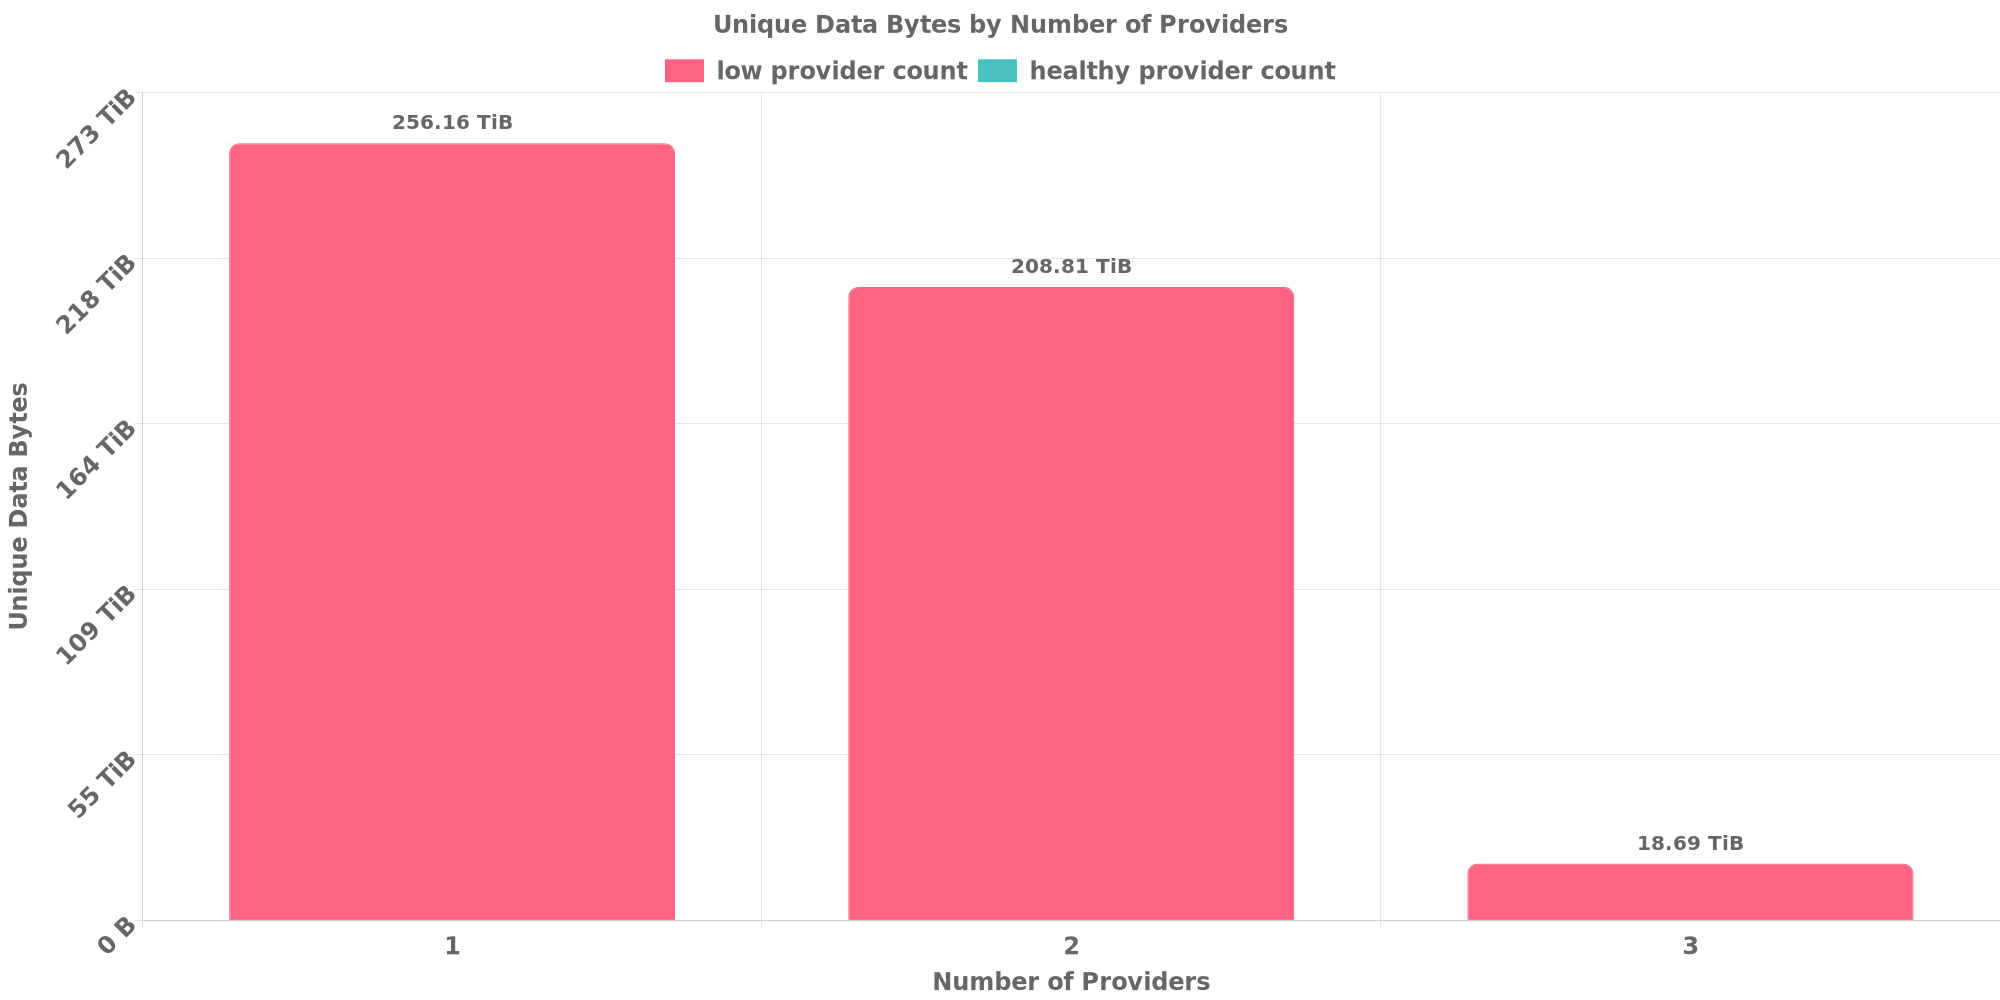 Unique Data Bytes by Number of Providers
low provider count healthy provider count
273 TiB
256.16 TiB
218 TiB
208.81 TiB
164 TiB
109 TiB
55 TiB
18.69 TiB
0 B
Unique Data Bytes
1 2 3
Number of Providers